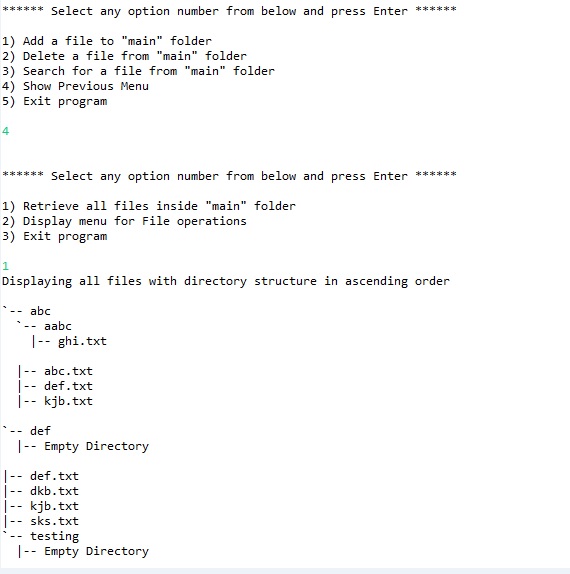 ****** Select any option number from below and press Enter ******

1) Add a file to "main" folder
2) Delete a file from "main" folder
3) Search for a file from "main" folder
4) Show Previous Menu
5) Exit program

4


****** Select any option number from below and press Enter ******

1) Retrieve all files inside "main" folder
2) Display menu for File operations
3) Exit program

1
Displaying all files with directory structure in ascending order

`-- abc
  `-- aabc
    |-- ghi.txt

  |-- abc.txt
  |-- def.txt
  |-- kjb.txt

`-- def
  |-- Empty Directory

|-- def.txt
|-- dkb.txt
|-- kjb.txt
|-- sks.txt
`-- testing
  |-- Empty Directory